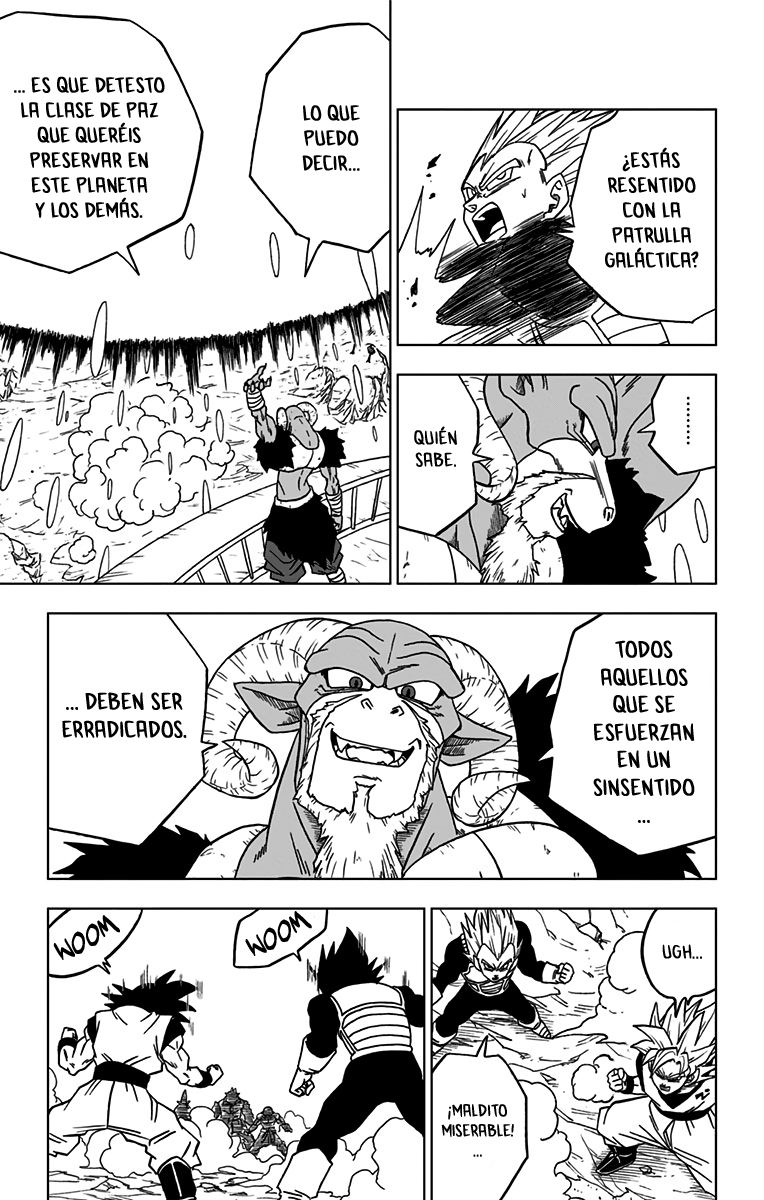 ¿ESTÁS
RESENTIDO
CON LA
PATRULLA
GALÁCTICA?
.........
QUIÉN
SABE.
LO QUE
PUEDO
DECIR...
... ES QUE DETESTO
LA CLASE DE PAZ
QUE QUERÉIS
PRESERVAR EN
ESTE PLANETA
Y LOS DEMÁS.
TODOS
AQUELLOS
QUE SE
ESFUERZAN
EN UN
SINSENTIDO
...
... DEBEN SER
ERRADICADOS.
UGH...
¡MALDITO
MISERABLE!
...
WOOM
WOOM